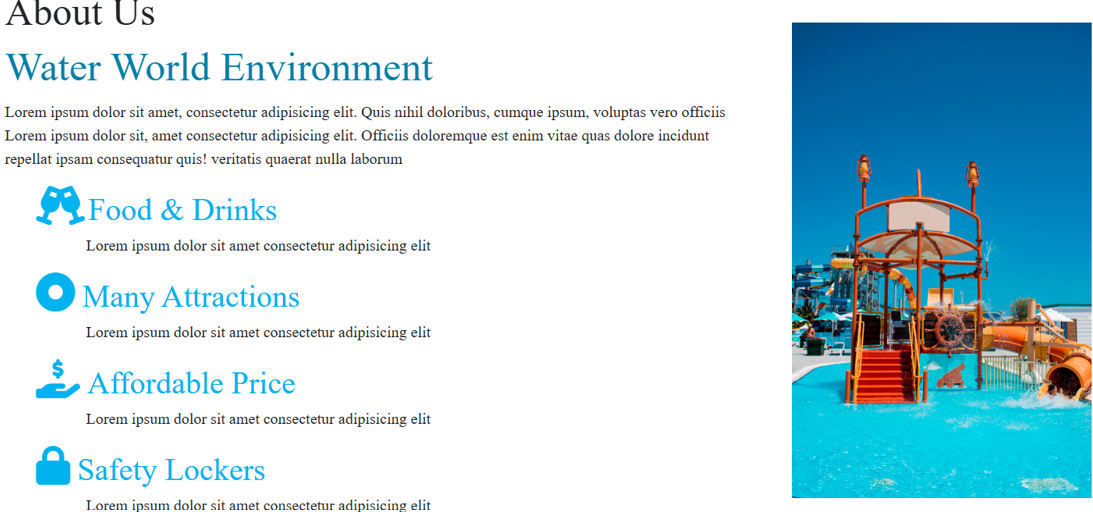 About Us
Water World Environment
Lorem ipsum dolor sit amet, consectetur adipisicing elit. Quis nihil doloribus, cumque ipsum, voluptas vero officiis
Lorem ipsum dolor sit, amet consectetur adipisicing elit. Officiis doloremque est enim vitae quas dolore incidunt
repellat ipsam consequatur quis! veritatis quaerat nulla laborum
Food & Drinks
Lorem ipsum dolor sit amet consectetur adipisicing elit
Many Attractions
Lorem ipsum dolor sit amet consectetur adipisicing elit
Affordable Price
Lorem ipsum dolor sit amet consectetur adipisicing elit
Safety Lockers
Lorem ipsum dolor sit amet consectetur adipisicing elit